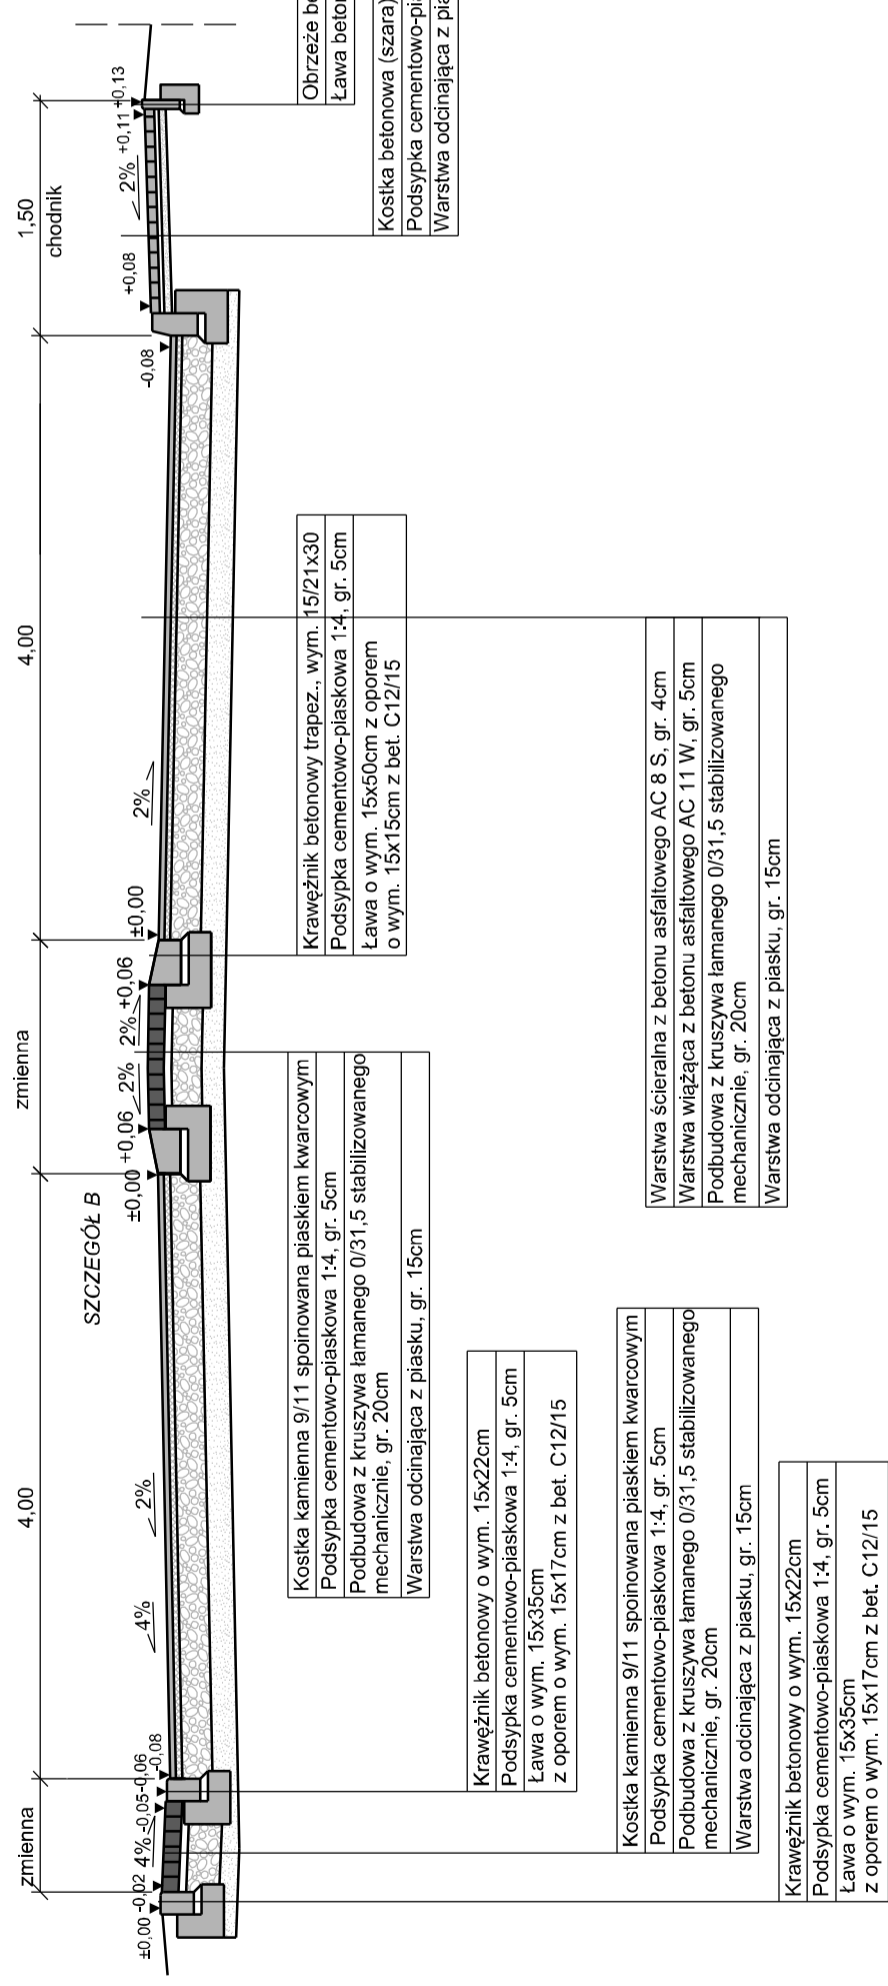 zmienna
4,00
zmienna
4,00
1,50
chodnik
SZCZEGÓŁ B
±0,00
-0,02
4%
-0,05
-0,06
-0,08
4%
2%
±0,00
+0,06
2%
2%
+0,06
±0,00
2%
-0,08
+0,08
2%
+0,11
+0,13
Kostka kamienna 9/11 spoinowana piaskiem kwarcowym
Podsypka cementowo-piaskowa 1:4, gr. 5cm
Podbudowa z kruszywa łamanego 0/31,5 stabilizowanego
mechanicznie, gr. 20cm
Warstwa odcinająca z piasku, gr. 15cm
Krawężnik betonowy trapez., wym. 15/21x30
Podsypka cementowo-piaskowa 1:4, gr. 5cm
Ława o wym. 15x50cm z oporem
o wym. 15x15cm z bet. C12/15
Kostka betonowa (szara)
Podsypka cementowo-pi
Warstwa odcinająca z pia
Obrzeże be
Ława beton
Krawężnik betonowy o wym. 15x22cm
Podsypka cementowo-piaskowa 1:4, gr. 5cm
Ława o wym. 15x35cm
z oporem o wym. 15x17cm z bet. C12/15
Kostka kamienna 9/11 spoinowana piaskiem kwarcowym
Podsypka cementowo-piaskowa 1:4, gr. 5cm
Podbudowa z kruszywa łamanego 0/31,5 stabilizowanego
mechanicznie, gr. 20cm
Warstwa odcinająca z piasku, gr. 15cm
Warstwa ścieralna z betonu asfaltowego AC 8 S, gr. 4cm
Warstwa wiążąca z betonu asfaltowego AC 11 W, gr. 5cm
Podbudowa z kruszywa łamanego 0/31,5 stabilizowanego
mechanicznie, gr. 20cm
Warstwa odcinająca z piasku, gr. 15cm
Krawężnik betonowy o wym. 15x22cm
Podsypka cementowo-piaskowa 1:4, gr. 5cm
Ława o wym. 15x35cm
z oporem o wym. 15x17cm z bet. C12/15